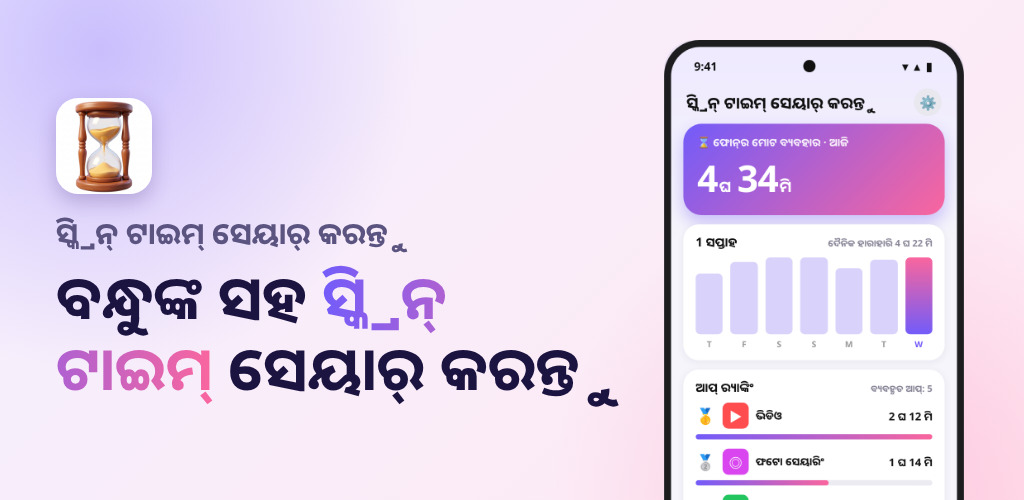 ସ୍କ୍ରିନ୍ ଟାଇମ୍ ସେୟାର୍ କରନ୍ତୁ
ବନ୍ଧୁଙ୍କ ସହ ସ୍କ୍ରିନ୍
ଟାଇମ୍ ସେୟାର୍ କରନ୍ତୁ
9:41
ସ୍କ୍ରିନ୍ ଟାଇମ୍ ସେୟାର୍ କରନ୍ତୁ
ଫୋନ୍‌ର ମୋଟ ବ୍ୟବହାର · ଆଜି
4ଘ 34ମି
1 ସପ୍ତାହ ଦୈନିକ ହାରାହାରି 4 ଘ 22 ମି
T F S S M T W
ଆପ୍ ର‍୍ୟାଙ୍କିଂ ବ୍ୟବହୃତ ଆପ୍: 5
ଭିଡିଓ 2 ଘ 12 ମି
ଫଟୋ ସେୟାରିଂ 1 ଘ 14 ମି